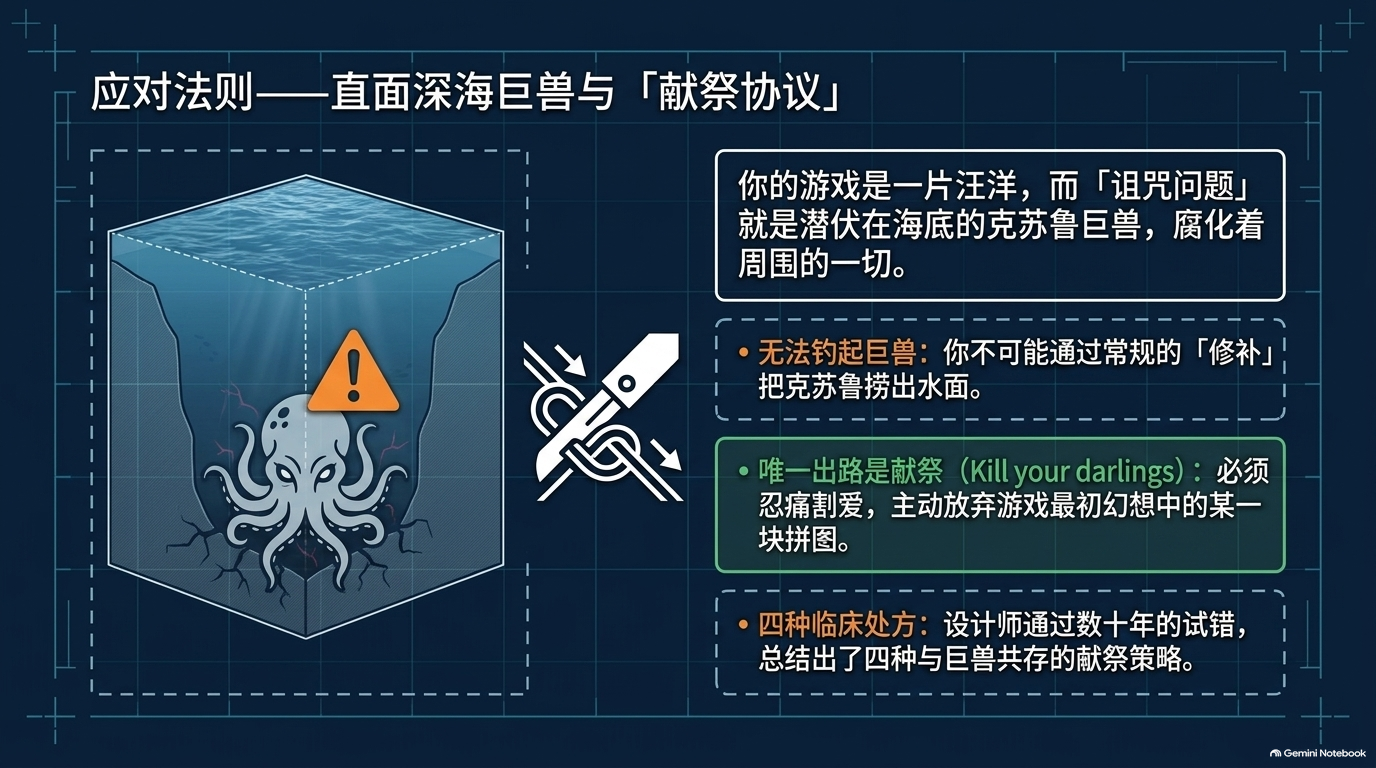 应对法则——直面深海巨兽与「献祭协议」
你的游戏是一片汪洋，而「诅咒问题」
就是潜伏在海底的克苏鲁巨兽，腐化着
周围的一切。
• 无法钓起巨兽：你不可能通过常规的「修补」
把克苏鲁捞出水面。
• 唯一出路是献祭（Kill your darlings）：必须
忍痛割爱，主动放弃游戏最初幻想中的某一
块拼图。
• 四种临床处方：设计师通过数十年的试错，
总结出了四种与巨兽共存的献祭策略。
Gemini Notebook